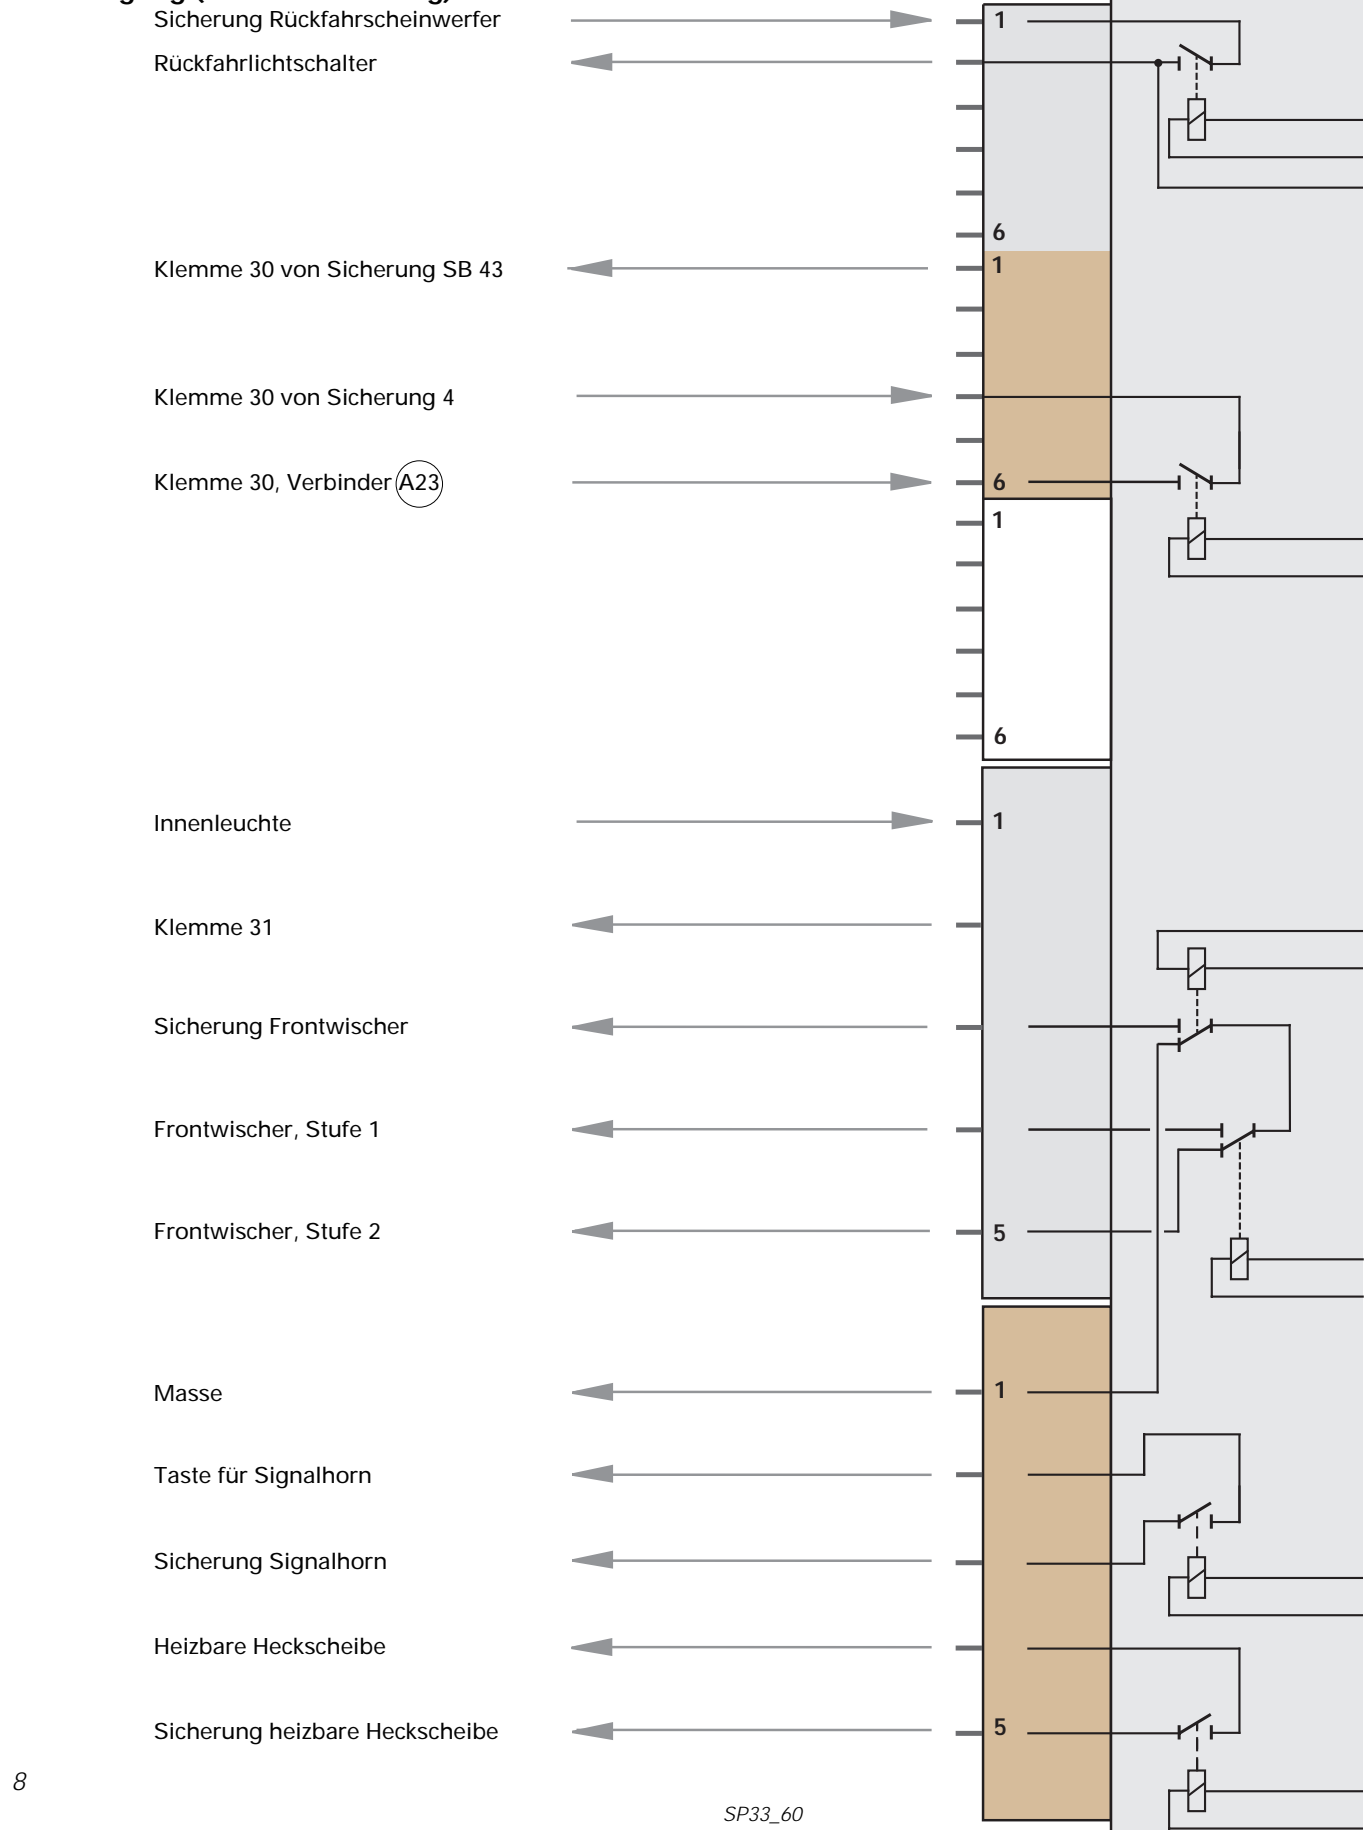 Sicherung Rückfahrscheinwerfer
1
Rückfahrlichtschalter
6
Klemme 30 von Sicherung SB 43
1
Klemme 30 von Sicherung 4
Klemme 30, Verbinder A23
6
1
6
Innenleuchte
1
Klemme 31
Sicherung Frontwischer
Frontwischer, Stufe 1
Frontwischer, Stufe 2
5
Masse
1
Taste für Signalhorn
Sicherung Signalhorn
Heizbare Heckscheibe
Sicherung heizbare Heckscheibe
5
8
SP33_60